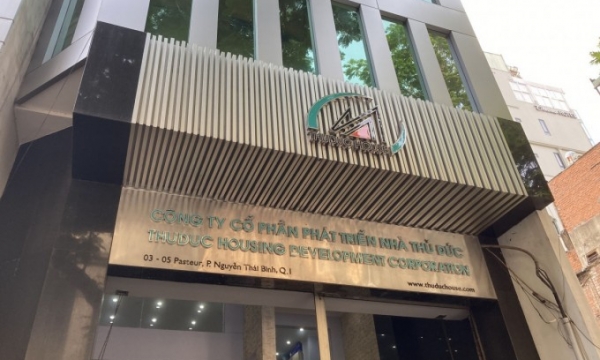 CÔNG TY CỔ PHẦN PHÁT TRIỂN NHÀ THỦ ĐỨC
THUDUC HOUSING DEVELOPMENT CORPORATION
03 - 05 Pasteur, P. Nguyễn Thái Bình, Q.1
www.thuduchouse.com